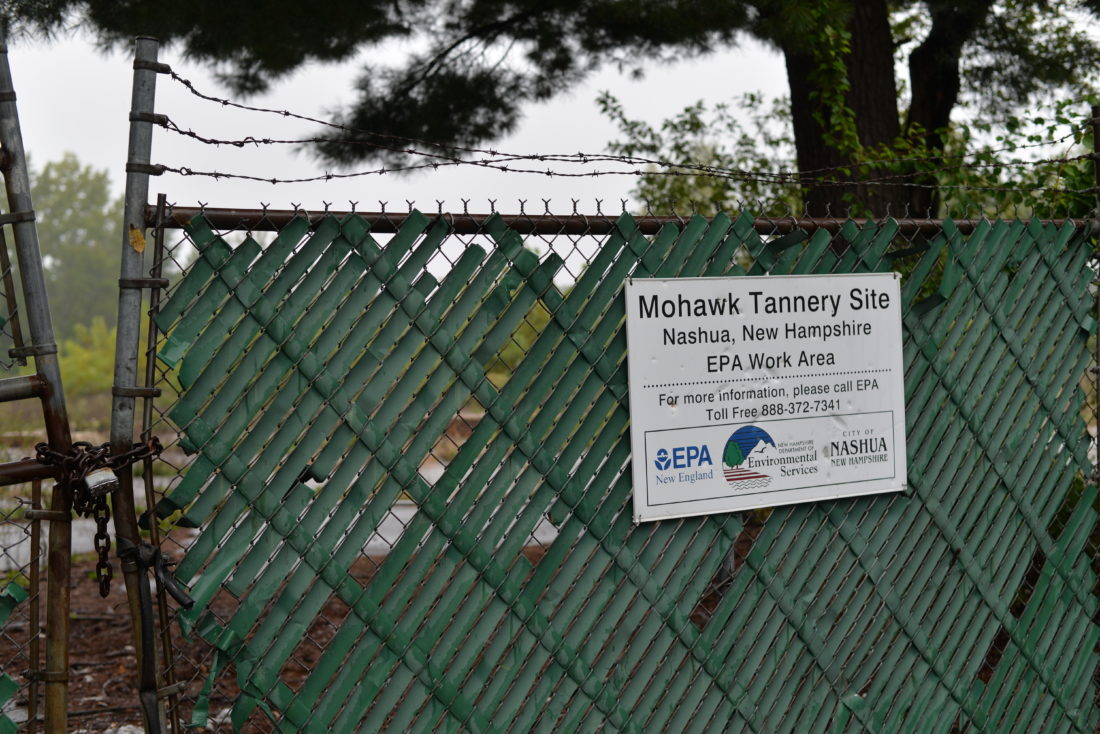 Mohawk Tannery Site
Nashua, New Hampshire
EPA Work Area
For more information, please call EPA
Toll Free 888-372-7341
EPA
New England
NEW HAMPSHIRE
DEPARTMENT OF
Environmental
Services
CITY OF
NASHUA
NEW HAMPSHIRE